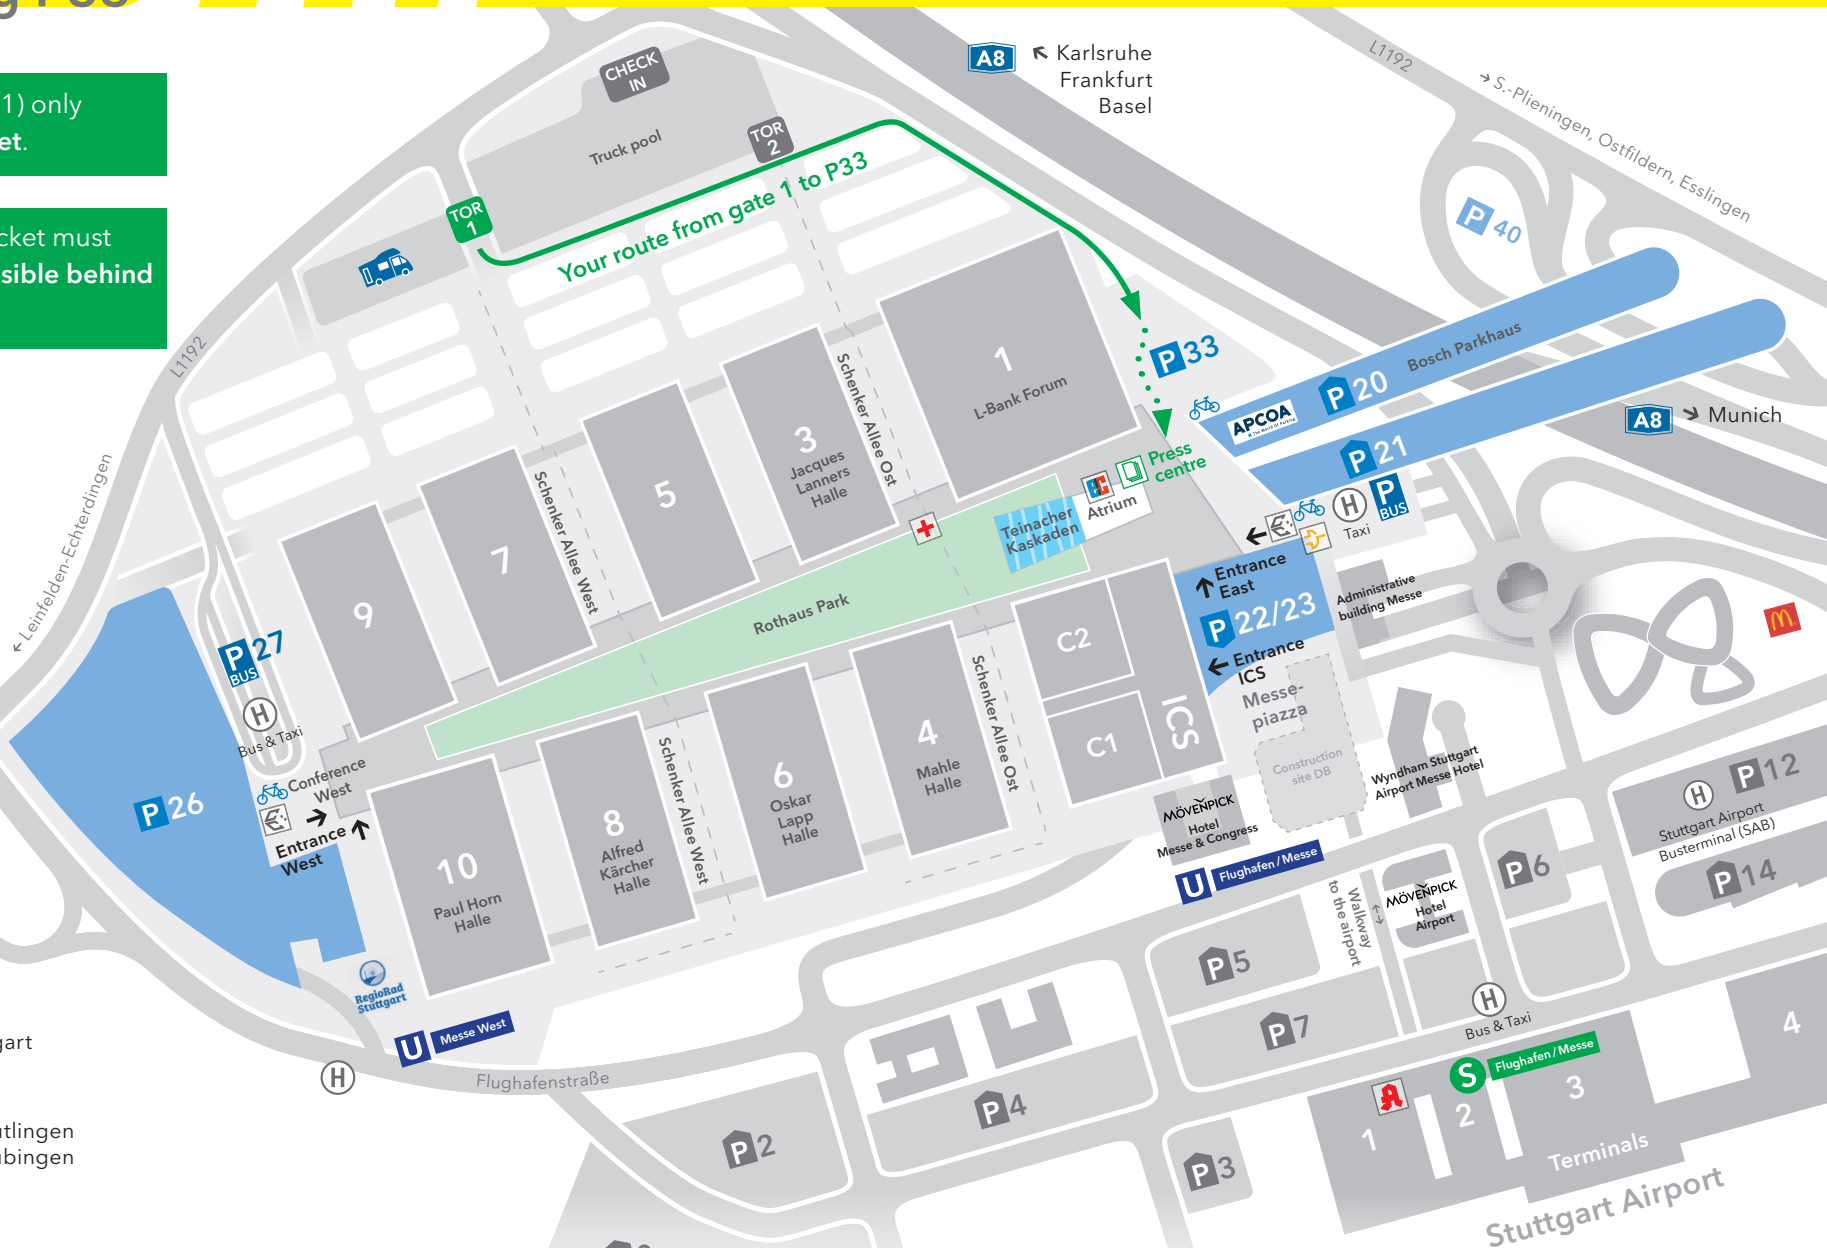 1) only
et.
cket must
sible behind
A8
Karlsruhe
Frankfurt
Basel
L1192
S.-Plieningen, Ostfildern, Esslingen
CHECK
IN
Truck pool
TOR
2
TOR
1
Your route from gate 1 to P33
P 40
L1192
Leinfelden-Echterdingen
P 33
Bosch Parkhaus
P 20
APCOA
P 21
A8
Munich
1
L-Bank Forum
3
Jacques
Lanners
Halle
5
7
9
Schenker Allee Ost
Schenker Allee West
Press
centre
Atrium
Teinacher
Kaskaden
H
Taxi
P
BUS
Entrance
East
P 22/23
Entrance
ICS
Administrative
building Messe
Messe-
piazza
Construction
site DB
Rothaus Park
C2
C1
ICS
P 27
BUS
H
Bus & Taxi
Conference
West
Entrance
West
P 26
10
Paul Horn
Halle
8
Alfred
Kärcher
Halle
6
Oskar
Lapp
Halle
4
Mahle
Halle
Schenker Allee West
Schenker Allee Ost
MÖVENPICK
Hotel
Messe & Congress
U Flughafen / Messe
Wyndham Stuttgart
Airport Messe Hotel
P 12
H
Stuttgart Airport
Busterminal (SAB)
P 14
P 6
MÖVENPICK
Hotel
Airport
Walkway
to the airport
P 5
P 7
H
Bus & Taxi
S Flughafen / Messe
RegioRad
Stuttgart
U Messe West
H
Flughafenstraße
P 2
P 4
P 3
1
2
3
4
Terminals
Stuttgart Airport
gart
utlingen
übingen